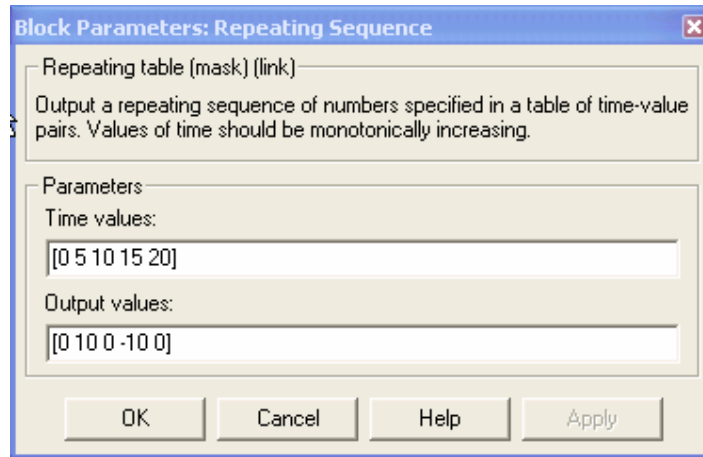 Block Parameters: Repeating Sequence
Repeating table (mask) (link)
Output a repeating sequence of numbers specified in a table of time-value
pairs. Values of time should be monotonically increasing.
Parameters
Time values:
[0 5 10 15 20]
Output values:
[0 10 0 -10 0]
OK Cancel Help Apply